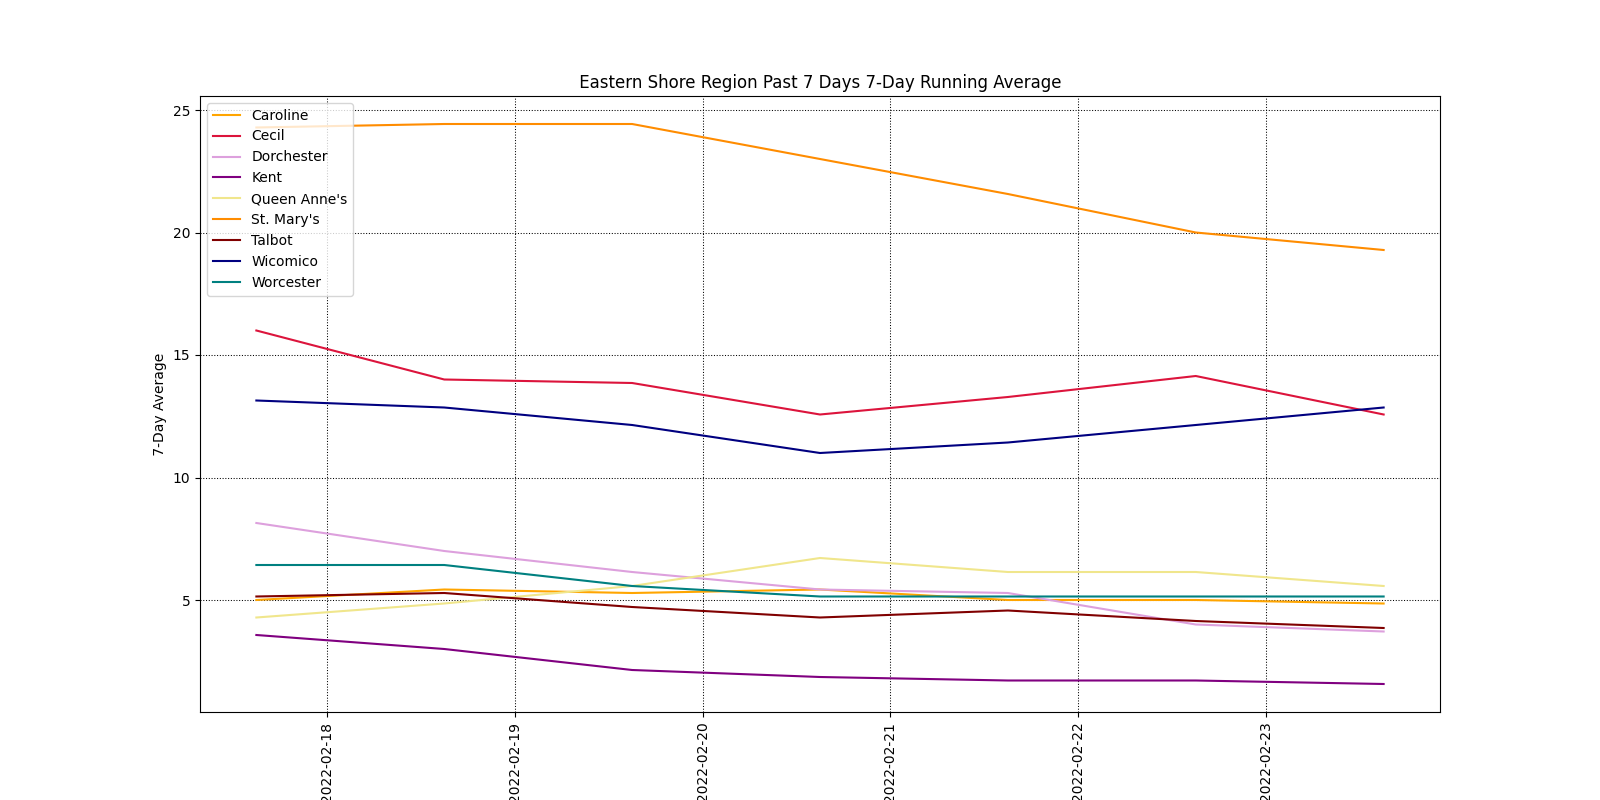 Eastern Shore Region Past 7 Days 7-Day Running Average
25
20
15
10
5
7-Day Average
Caroline
Cecil
Dorchester
Kent
Queen Anne's
St. Mary's
Talbot
Wicomico
Worcester
2022-02-18
2022-02-19
2022-02-20
2022-02-21
2022-02-22
2022-02-23